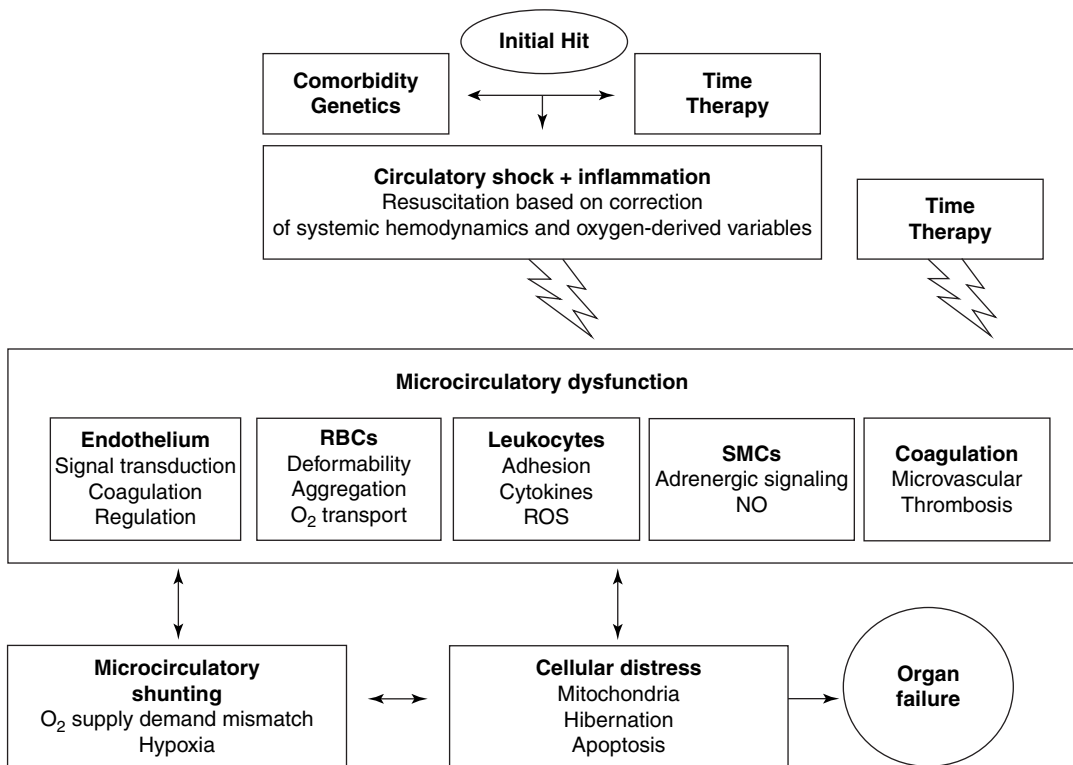 Initial Hit
Comorbidity
Genetics
Time
Therapy
Circulatory shock + inflammation
Resuscitation based on correction
of systemic hemodynamics and oxygen-derived variables
Time
Therapy
Microcirculatory dysfunction
Endothelium
Signal transduction
Coagulation
Regulation
RBCs
Deformability
Aggregation
O₂ transport
Leukocytes
Adhesion
Cytokines
ROS
SMCs
Adrenergic signaling
NO
Coagulation
Microvascular
Thrombosis
Microcirculatory
shunting
O₂ supply demand mismatch
Hypoxia
Cellular distress
Mitochondria
Hibernation
Apoptosis
Organ
failure